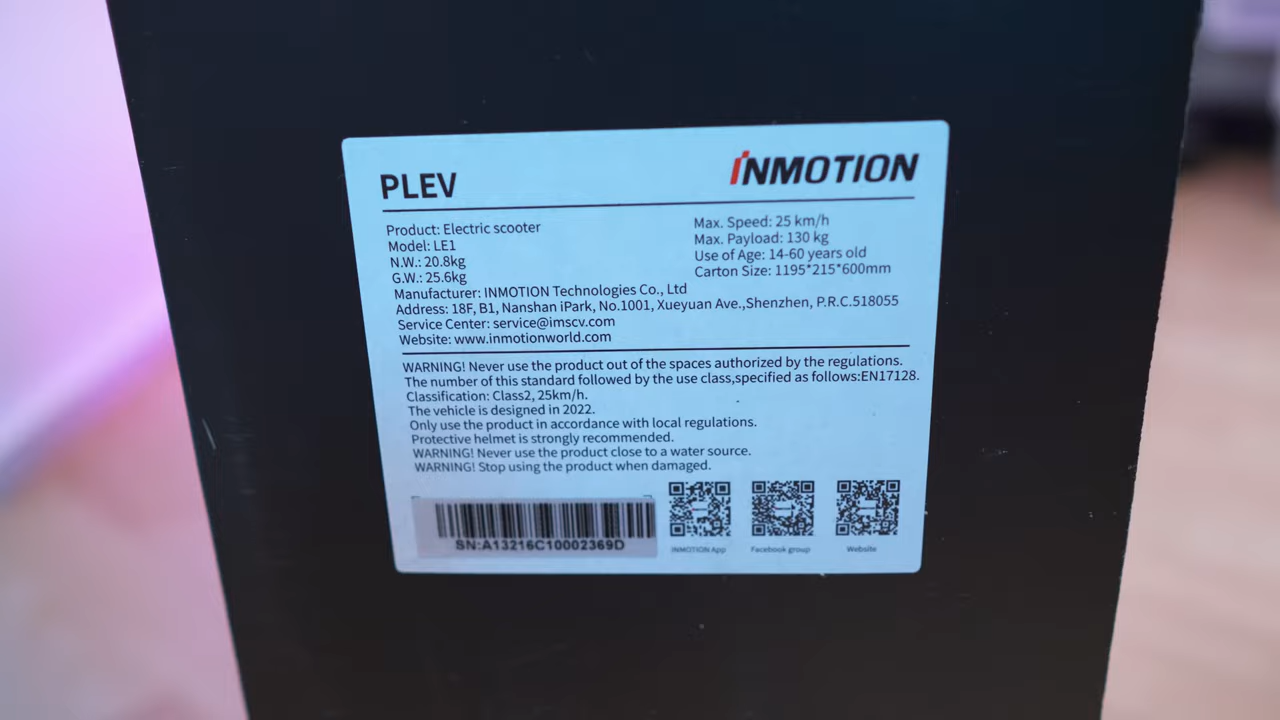 PLEV
INMOTION
Product: Electric scooter
Model: LE1
N.W.: 20.8kg
G.W.: 25.6kg
Max. Speed: 25 km/h
Max. Payload: 130 kg
Use of Age: 14-60 years old
Carton Size: 1195*215*600mm
Manufacturer: INMOTION Technologies Co., Ltd
Address: 18F, B1, Nanshan iPark, No.1001, Xueyuan Ave.,Shenzhen, P.R.C.518055
Service Center: service@imscv.com
Website: www.inmotionworld.com
WARNING! Never use the product out of the spaces authorized by the regulations.
The number of this standard followed by the use class,specified as follows:EN17128.
Classification: Class2, 25km/h.
The vehicle is designed in 2022.
Only use the product in accordance with local regulations.
Protective helmet is strongly recommended.
WARNING! Never use the product close to a water source.
WARNING! Stop using the product when damaged.
SN:A13216C10002369D
INMOTION App
Facebook group
Website